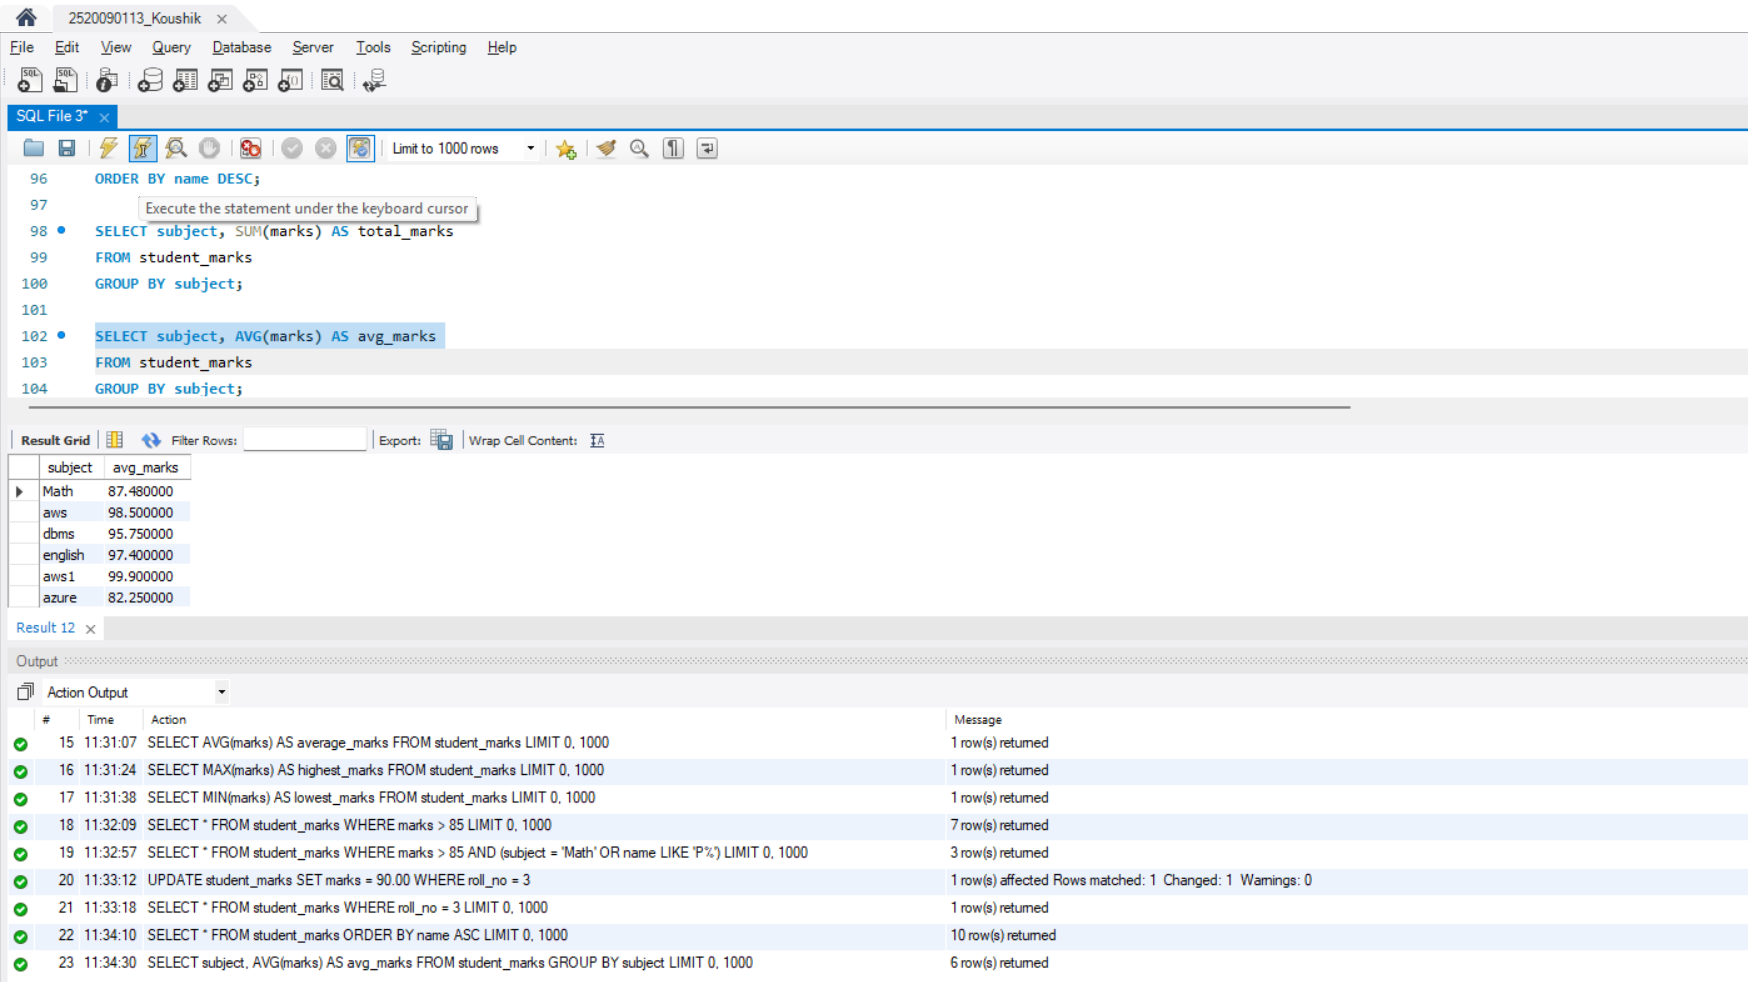 2520090113_Koushik
File Edit View Query Database Server Tools Scripting Help
SQL File 3*
Limit to 1000 rows
96 ORDER BY name DESC;
97
Execute the statement under the keyboard cursor
98 SELECT subject, SUM(marks) AS total_marks
99 FROM student_marks
100 GROUP BY subject;
101
102 SELECT subject, AVG(marks) AS avg_marks
103 FROM student_marks
104 GROUP BY subject;
Result Grid Filter Rows: Export: Wrap Cell Content:
subject avg_marks
Math 87.480000
aws 98.500000
dbms 95.750000
english 97.400000
aws1 99.900000
azure 82.250000
Result 12
Output
Action Output
# Time Action Message
15 11:31:07 SELECT AVG(marks) AS average_marks FROM student_marks LIMIT 0, 1000 1 row(s) returned
16 11:31:24 SELECT MAX(marks) AS highest_marks FROM student_marks LIMIT 0, 1000 1 row(s) returned
17 11:31:38 SELECT MIN(marks) AS lowest_marks FROM student_marks LIMIT 0, 1000 1 row(s) returned
18 11:32:09 SELECT * FROM student_marks WHERE marks > 85 LIMIT 0, 1000 7 row(s) returned
19 11:32:57 SELECT * FROM student_marks WHERE marks > 85 AND (subject = 'Math' OR name LIKE 'P%') LIMIT 0, 1000 3 row(s) returned
20 11:33:12 UPDATE student_marks SET marks = 90.00 WHERE roll_no = 3 1 row(s) affected Rows matched: 1 Changed: 1 Warnings: 0
21 11:33:18 SELECT * FROM student_marks WHERE roll_no = 3 LIMIT 0, 1000 1 row(s) returned
22 11:34:10 SELECT * FROM student_marks ORDER BY name ASC LIMIT 0, 1000 10 row(s) returned
23 11:34:30 SELECT subject, AVG(marks) AS avg_marks FROM student_marks GROUP BY subject LIMIT 0, 1000 6 row(s) returned